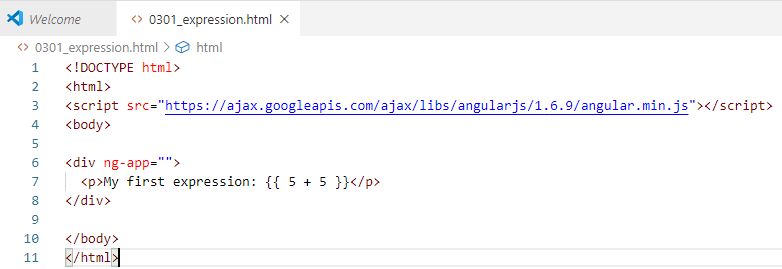 Welcome
<> 0301_expression.html ×
<> 0301_expression.html > html
1 <!DOCTYPE html>
2 <html>
3 <script src="https://ajax.googleapis.com/ajax/libs/angularjs/1.6.9/angular.min.js"></script>
4 <body>
5
6 <div ng-app="">
7   <p>My first expression: {{ 5 + 5 }}</p>
8 </div>
9
10 </body>
11 </html>